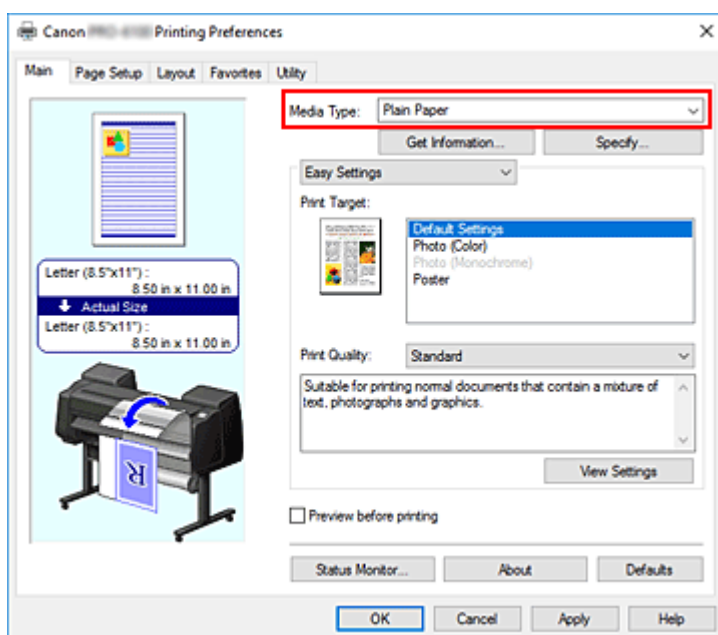 Canon Printing Preferences
Main Page Setup Layout Favorites Utility
Media Type: Plain Paper
Get Information... Specify...
Easy Settings
Print Target:
Default Settings
Photo (Color)
Photo (Monochrome)
Poster
Letter (8.5"x11") :
8.50 in x 11.00 in
Actual Size
Letter (8.5"x11") :
8.50 in x 11.00 in
Print Quality: Standard
Suitable for printing normal documents that contain a mixture of
text, photographs and graphics.
R
View Settings
Preview before printing
Status Monitor... About Defaults
OK Cancel Apply Help